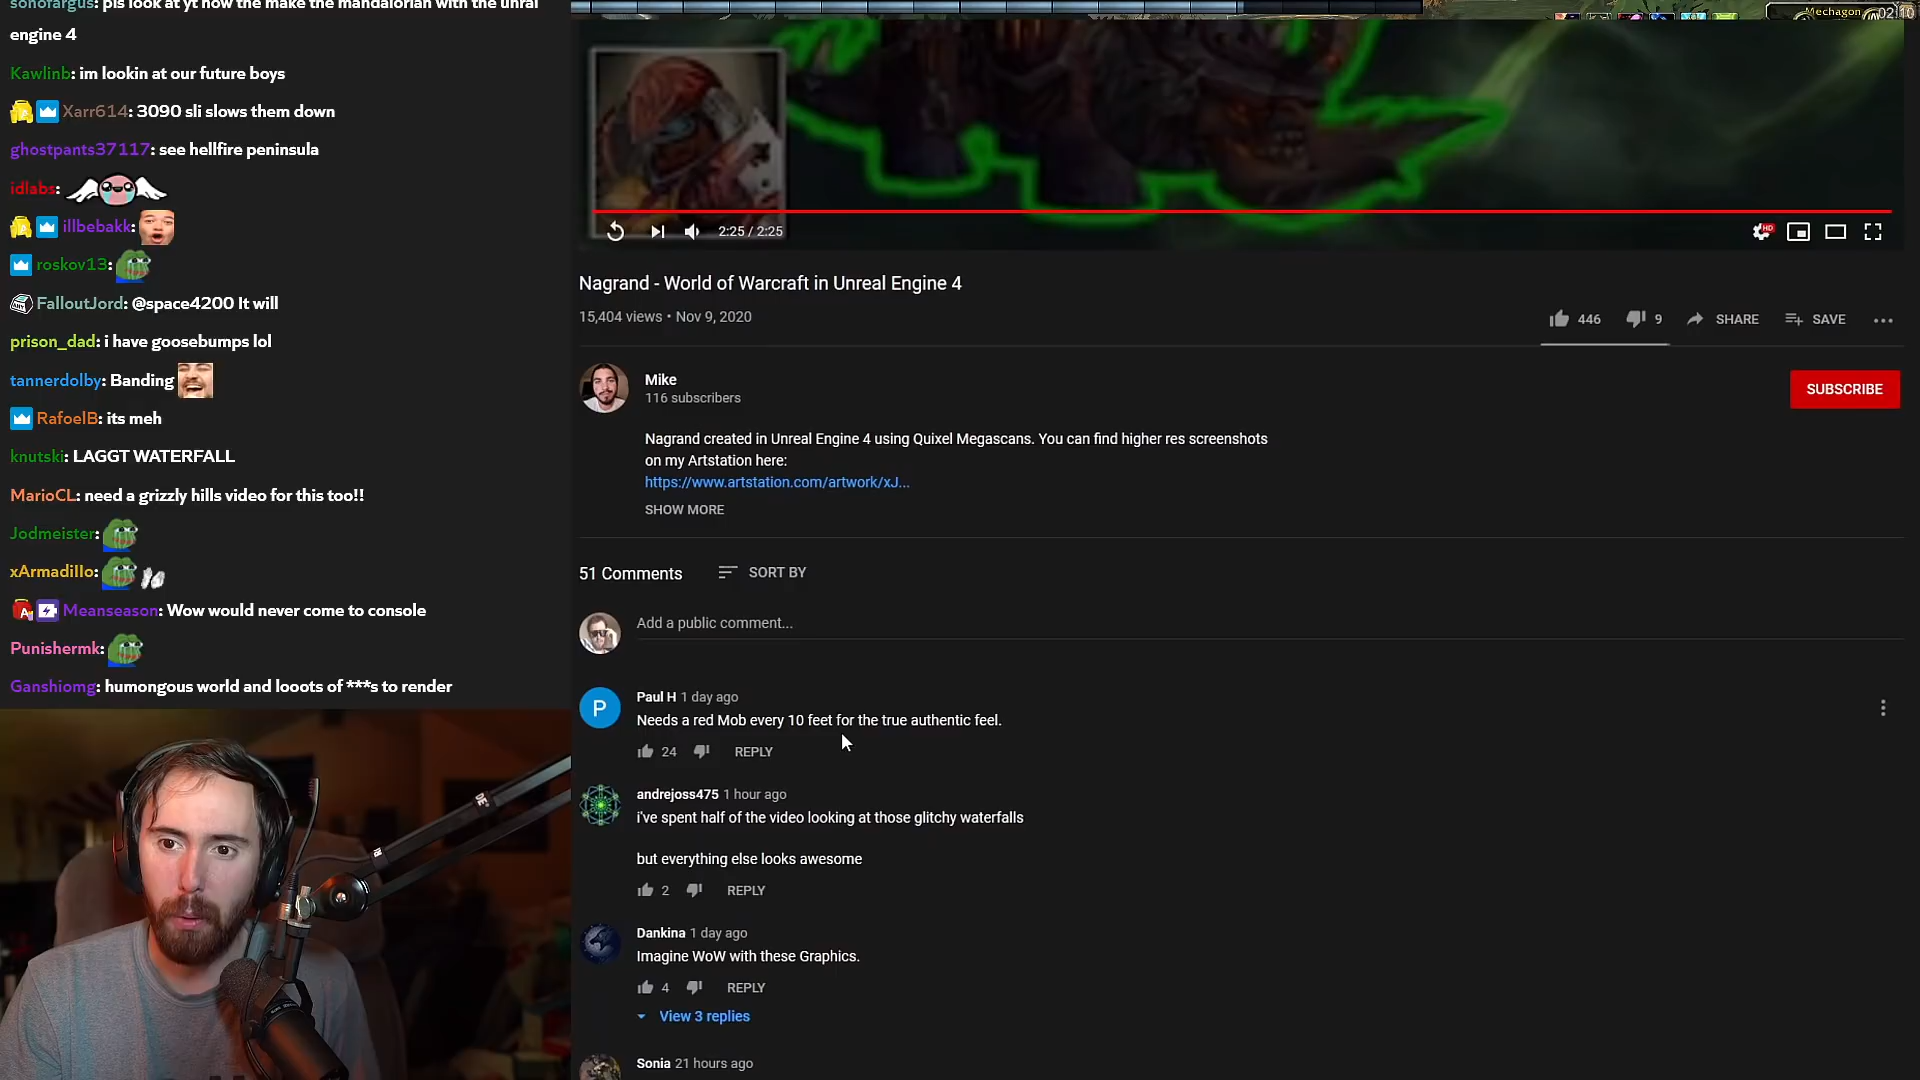 sonofargus: pls look at yt how the make the mandalorian with the unral
engine 4
Kawlinb: im lookin at our future boys
Xarr614: 3090 sli slows them down
ghostpants37117: see hellfire peninsula
idlabs:
illbebakk:
roskov13:
FalloutJord: @space4200 It will
prison_dad: i have goosebumps lol
tannerdolby: Banding
RafoelB: its meh
knutski: LAGGT WATERFALL
MarioCL: need a grizzly hills video for this too!!
Jodmeister:
xArmadiIIo:
Meanseason: Wow would never come to console
Punishermk:
Ganshiomg: humongous world and looots of ***s to render
Mechagon
02:10
2:25 / 2:25
HD
Nagrand - World of Warcraft in Unreal Engine 4
15,404 views • Nov 9, 2020
446
9
SHARE
SAVE
Mike
116 subscribers
SUBSCRIBE
Nagrand created in Unreal Engine 4 using Quixel Megascans. You can find higher res screenshots
on my Artstation here:
https://www.artstation.com/artwork/xJ...
SHOW MORE
51 Comments
SORT BY
Add a public comment...
P
Paul H 1 day ago
Needs a red Mob every 10 feet for the true authentic feel.
24
REPLY
andrejoss475 1 hour ago
i've spent half of the video looking at those glitchy waterfalls
but everything else looks awesome
2
REPLY
Dankina 1 day ago
Imagine WoW with these Graphics.
4
REPLY
View 3 replies
Sonia 21 hours ago